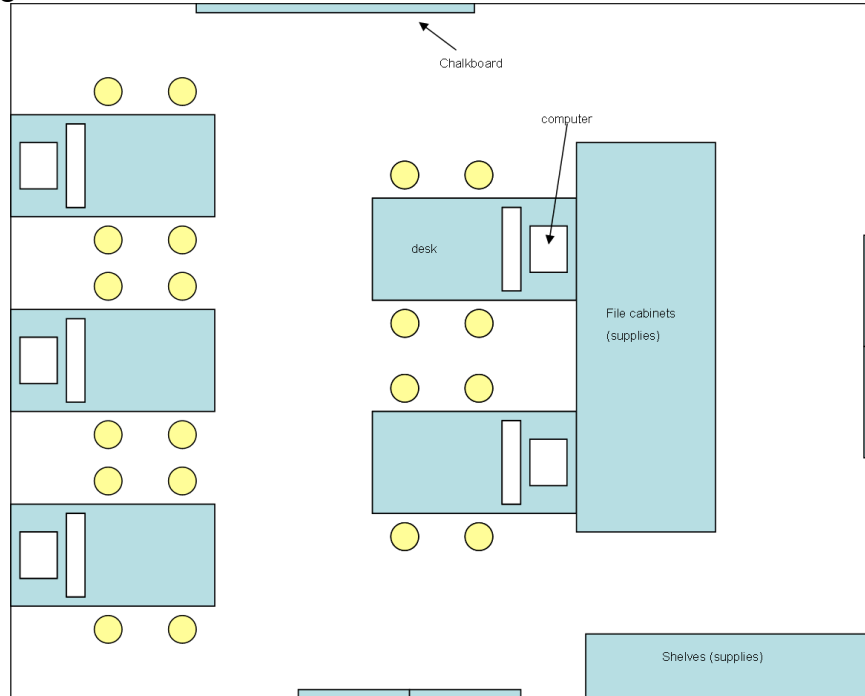 Chalkboard
computer
desk
File cabinets
(supplies)
Shelves (supplies)